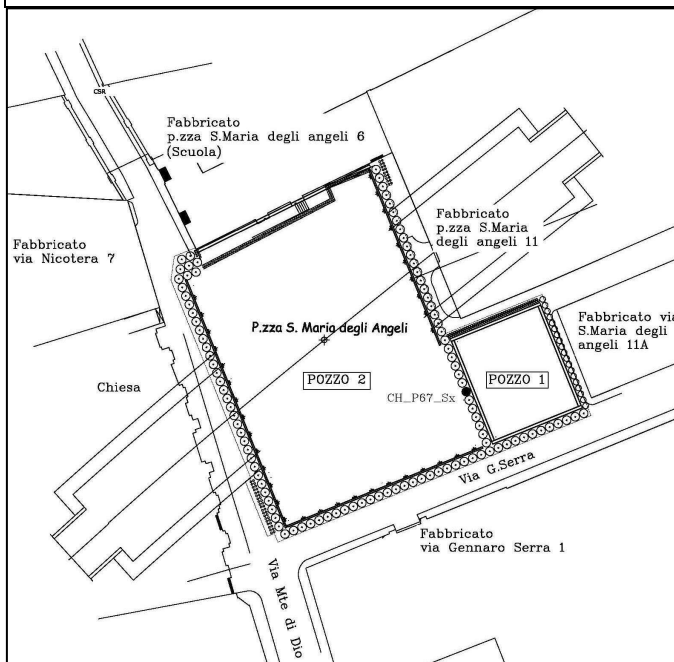 CSR
Fabbricato
p.zza S.Maria degli angeli 6
(Scuola)
Fabbricato
via Nicotera 7
Fabbricato
p.zza S.Maria
degli angeli 11
P.zza S. Maria degli Angeli
Fabbricato via
S.Maria degli
angeli 11A
POZZO 2
POZZO 1
Chiesa
CH_P67_Sx
Via G.Serra
Fabbricato
via Gennaro Serra 1
Via Mte di Dio